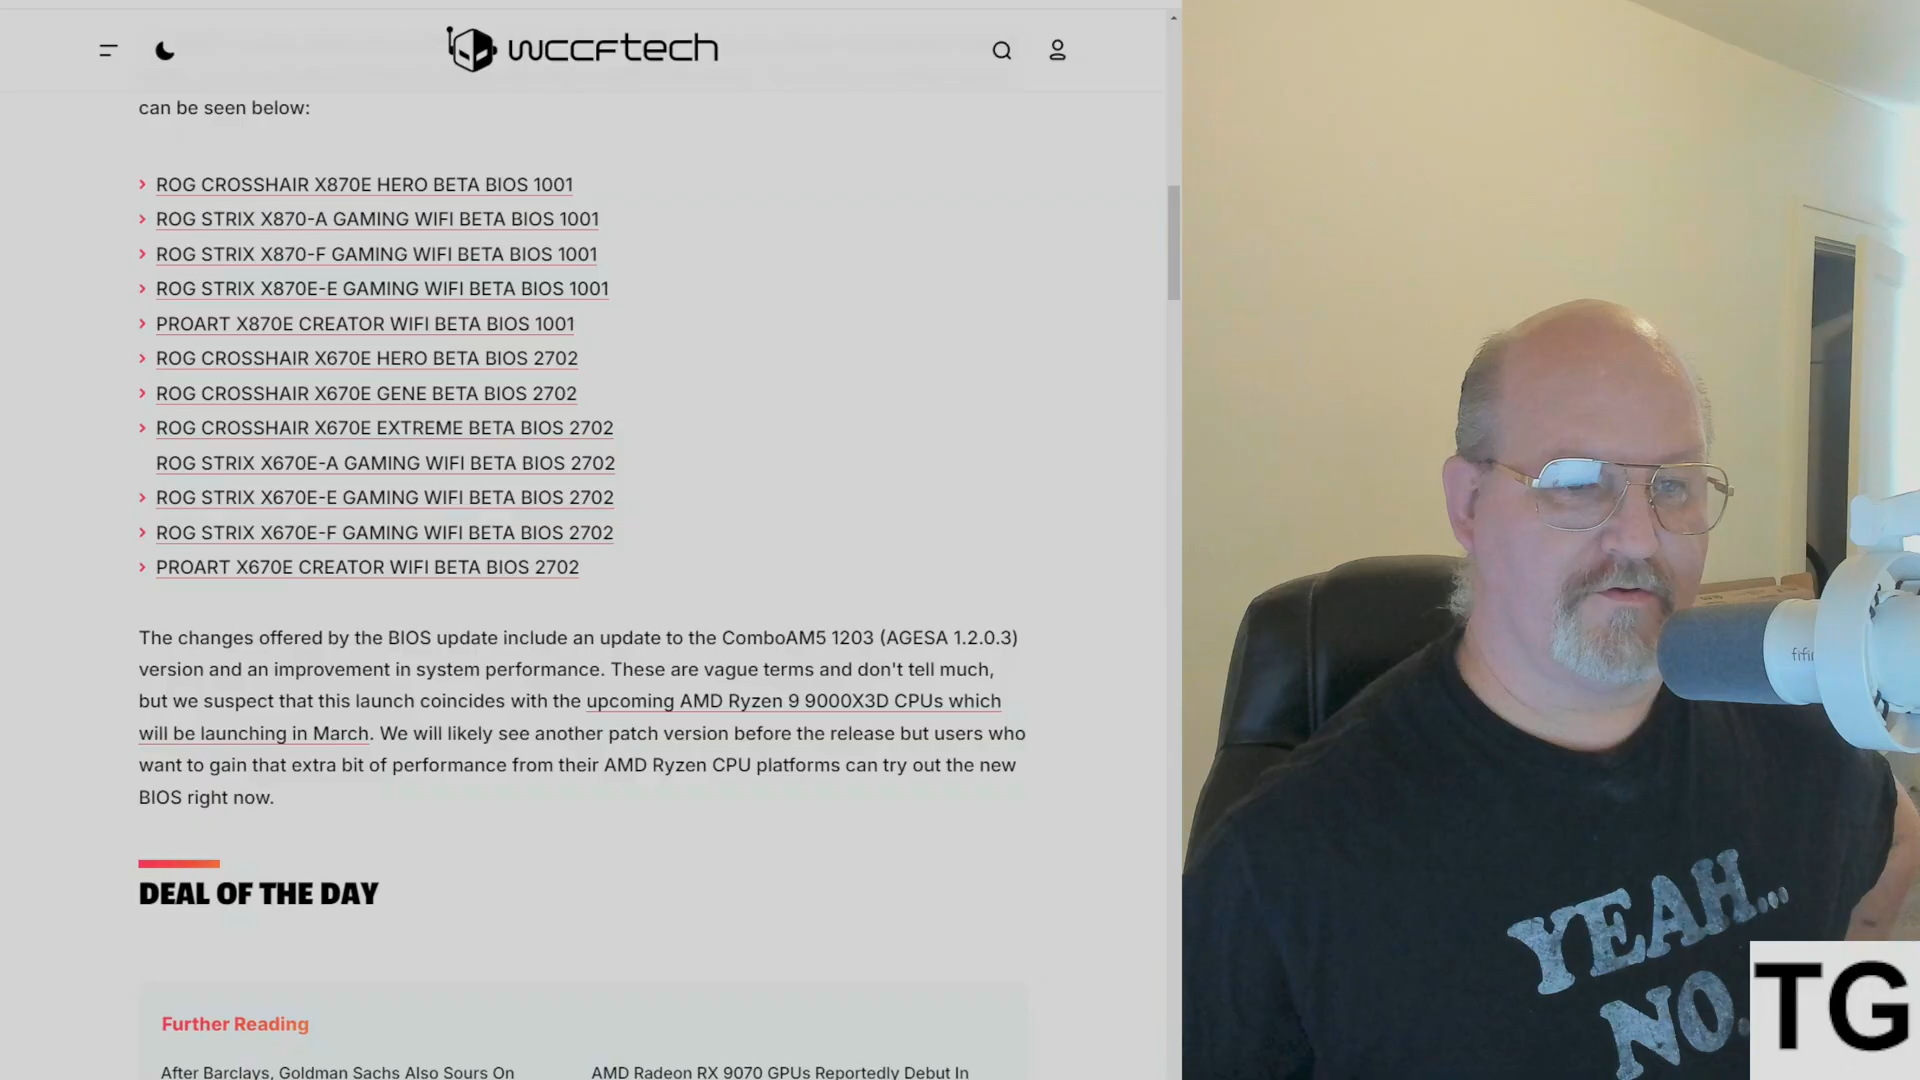 wccftech
can be seen below:
ROG CROSSHAIR X870E HERO BETA BIOS 1001
ROG STRIX X870-A GAMING WIFI BETA BIOS 1001
ROG STRIX X870-F GAMING WIFI BETA BIOS 1001
ROG STRIX X870E-E GAMING WIFI BETA BIOS 1001
PROART X870E CREATOR WIFI BETA BIOS 1001
ROG CROSSHAIR X670E HERO BETA BIOS 2702
ROG CROSSHAIR X670E GENE BETA BIOS 2702
ROG CROSSHAIR X670E EXTREME BETA BIOS 2702
ROG STRIX X670E-A GAMING WIFI BETA BIOS 2702
ROG STRIX X670E-E GAMING WIFI BETA BIOS 2702
ROG STRIX X670E-F GAMING WIFI BETA BIOS 2702
PROART X670E CREATOR WIFI BETA BIOS 2702
The changes offered by the BIOS update include an update to the ComboAM5 1203 (AGESA 1.2.0.3)
version and an improvement in system performance. These are vague terms and don't tell much,
but we suspect that this launch coincides with the upcoming AMD Ryzen 9 9000X3D CPUs which
will be launching in March. We will likely see another patch version before the release but users who
want to gain that extra bit of performance from their AMD Ryzen CPU platforms can try out the new
BIOS right now.
DEAL OF THE DAY
Further Reading
After Barclays, Goldman Sachs Also Sours On
AMD Radeon RX 9070 GPUs Reportedly Debut In
YEAH...
NO.
TG